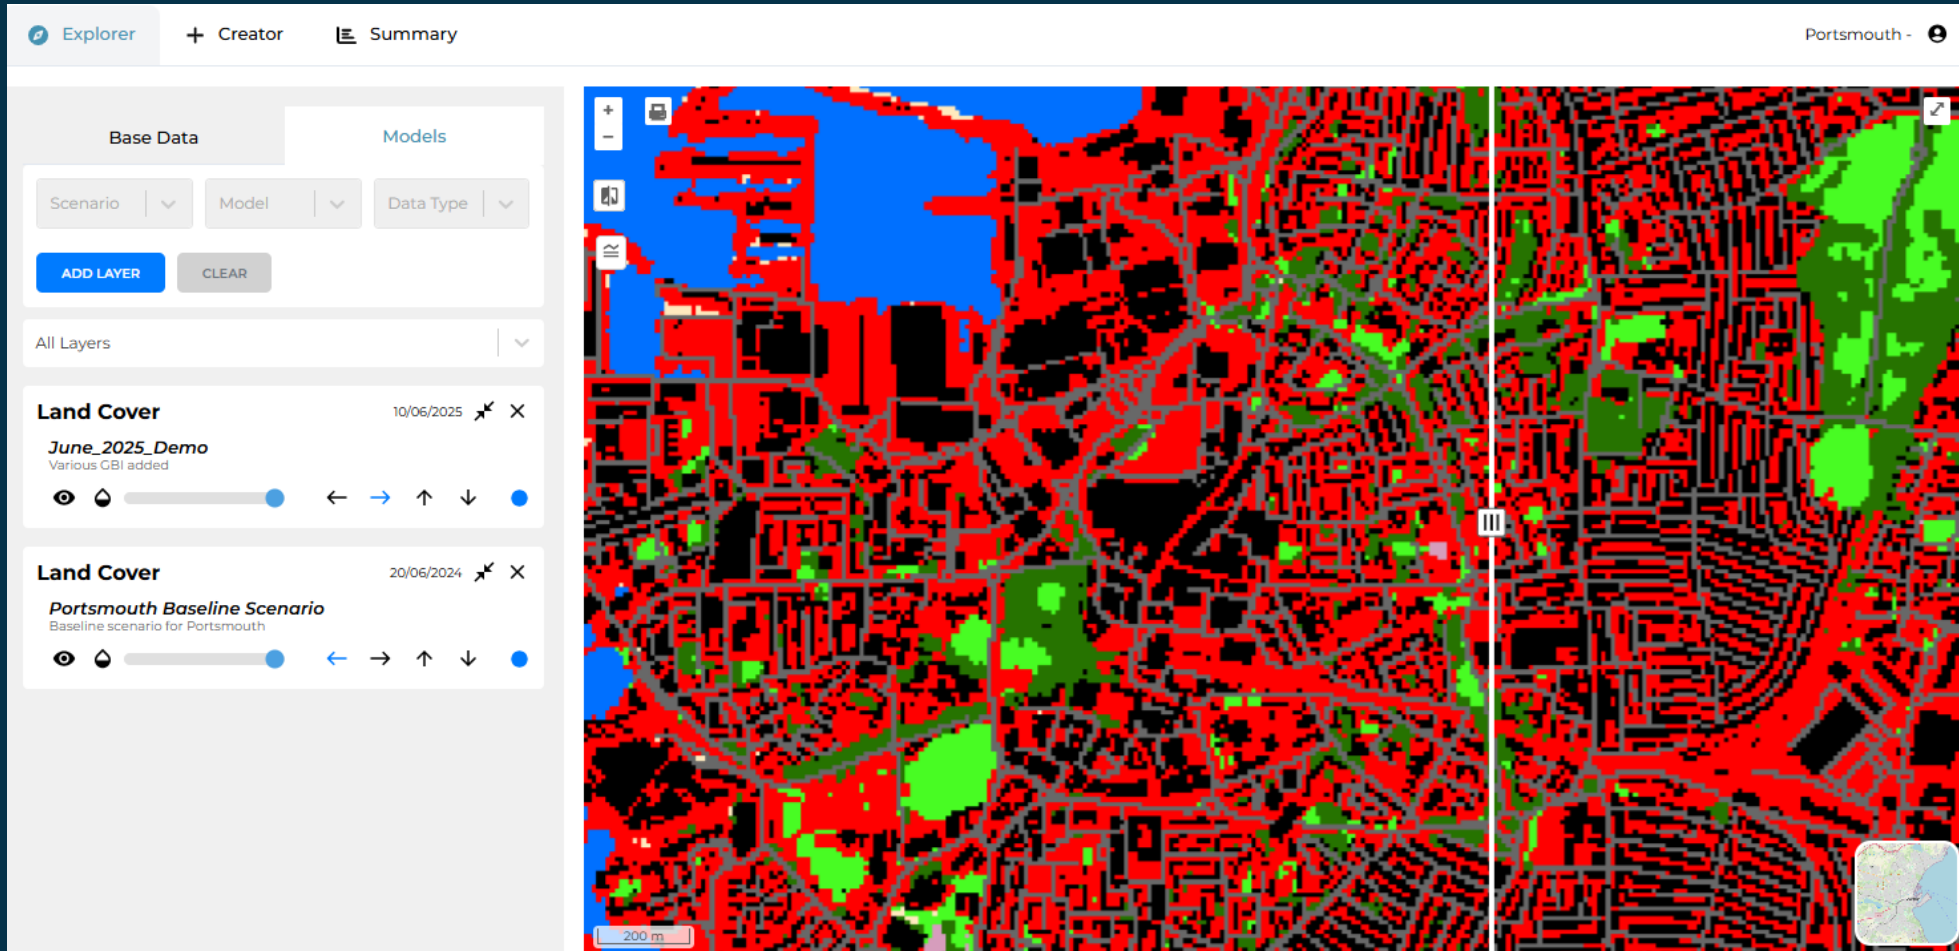 Explorer
Creator
Summary
Portsmouth -
Base Data
Models
Scenario
Model
Data Type
ADD LAYER
CLEAR
All Layers
Land Cover
10/06/2025
June_2025_Demo
Various GBI added
Land Cover
20/06/2024
Portsmouth Baseline Scenario
Baseline scenario for Portsmouth
200 m